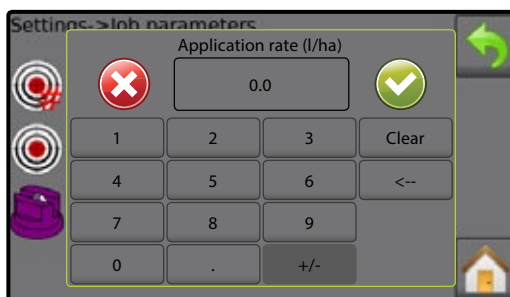 Settings->Job parameters
Application rate (l/ha)
0.0
1 2 3 Clear
4 5 6 <--
7 8 9
0 . +/-
#